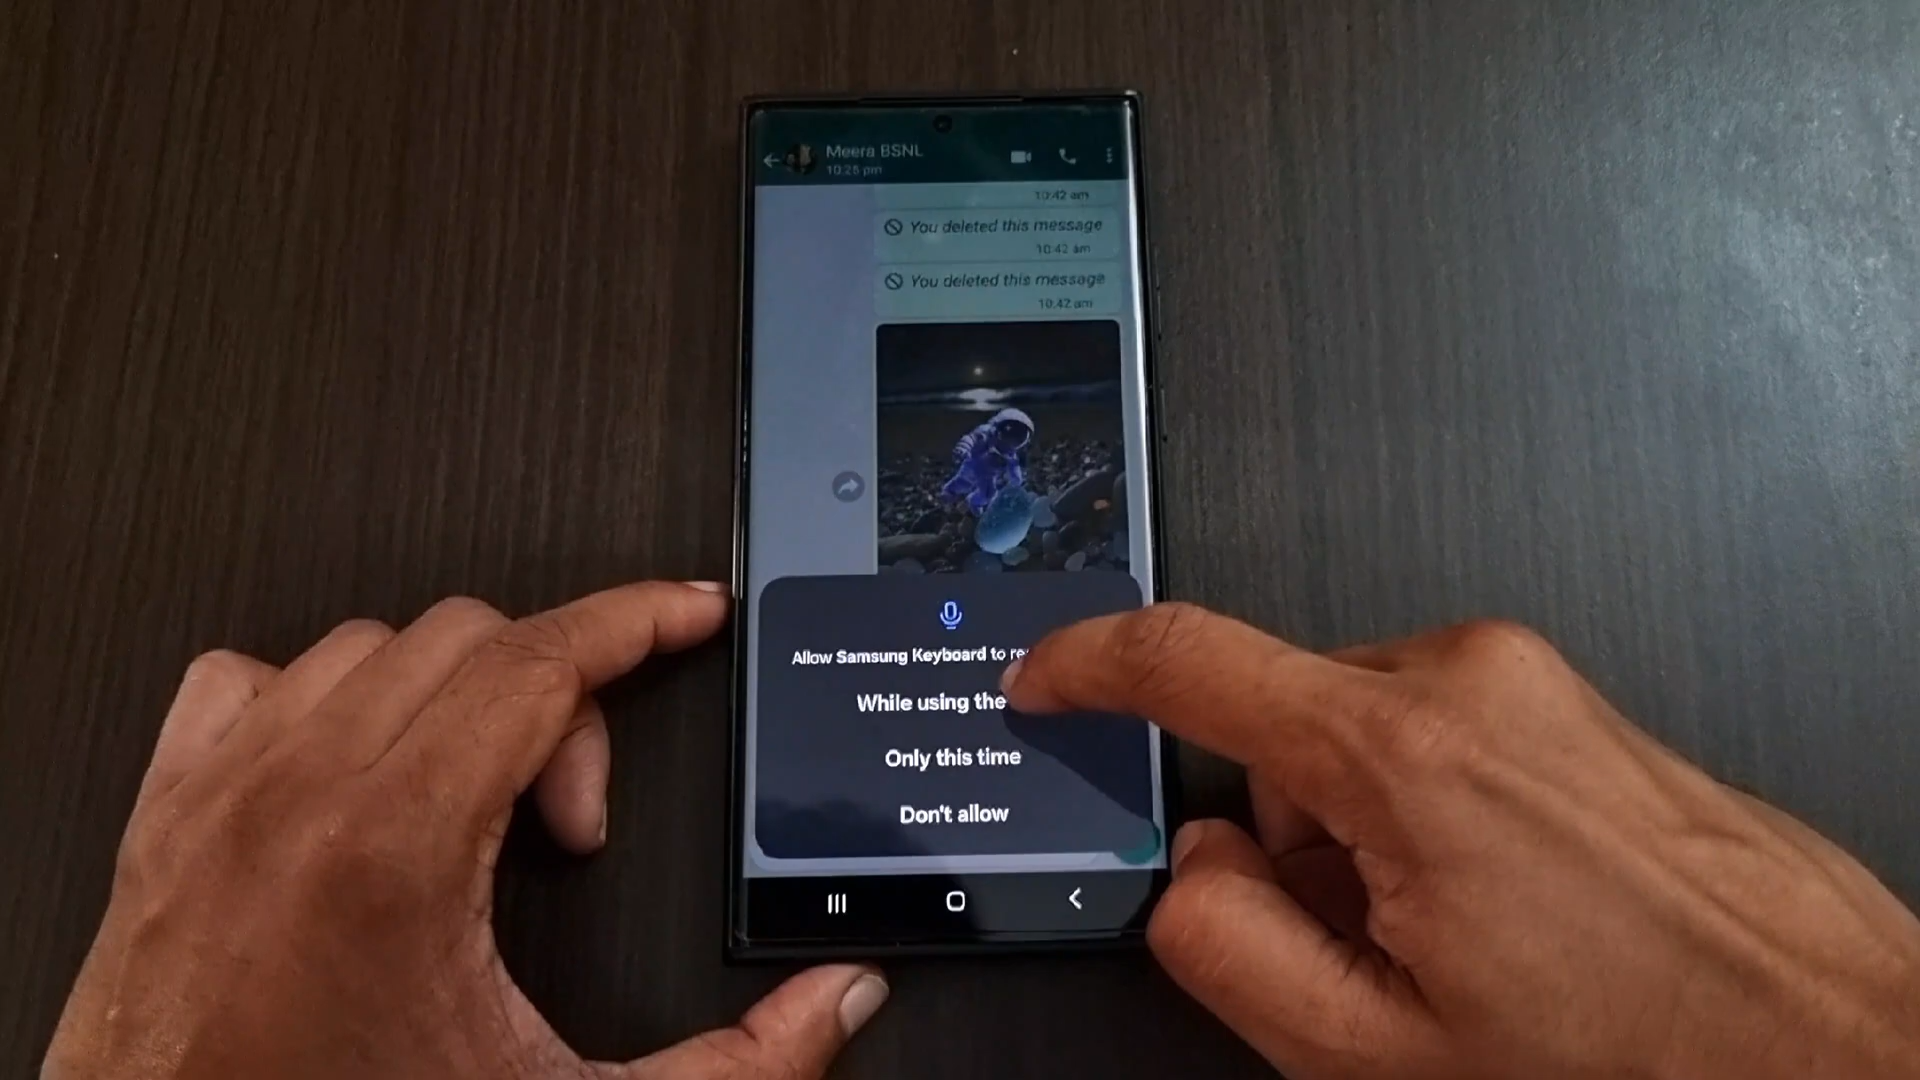 Meera BSNL
10:25 pm
10:42 am
You deleted this message
10:42 am
You deleted this message
10:42 am
Allow Samsung Keyboard to
While using the
Only this time
Don't allow